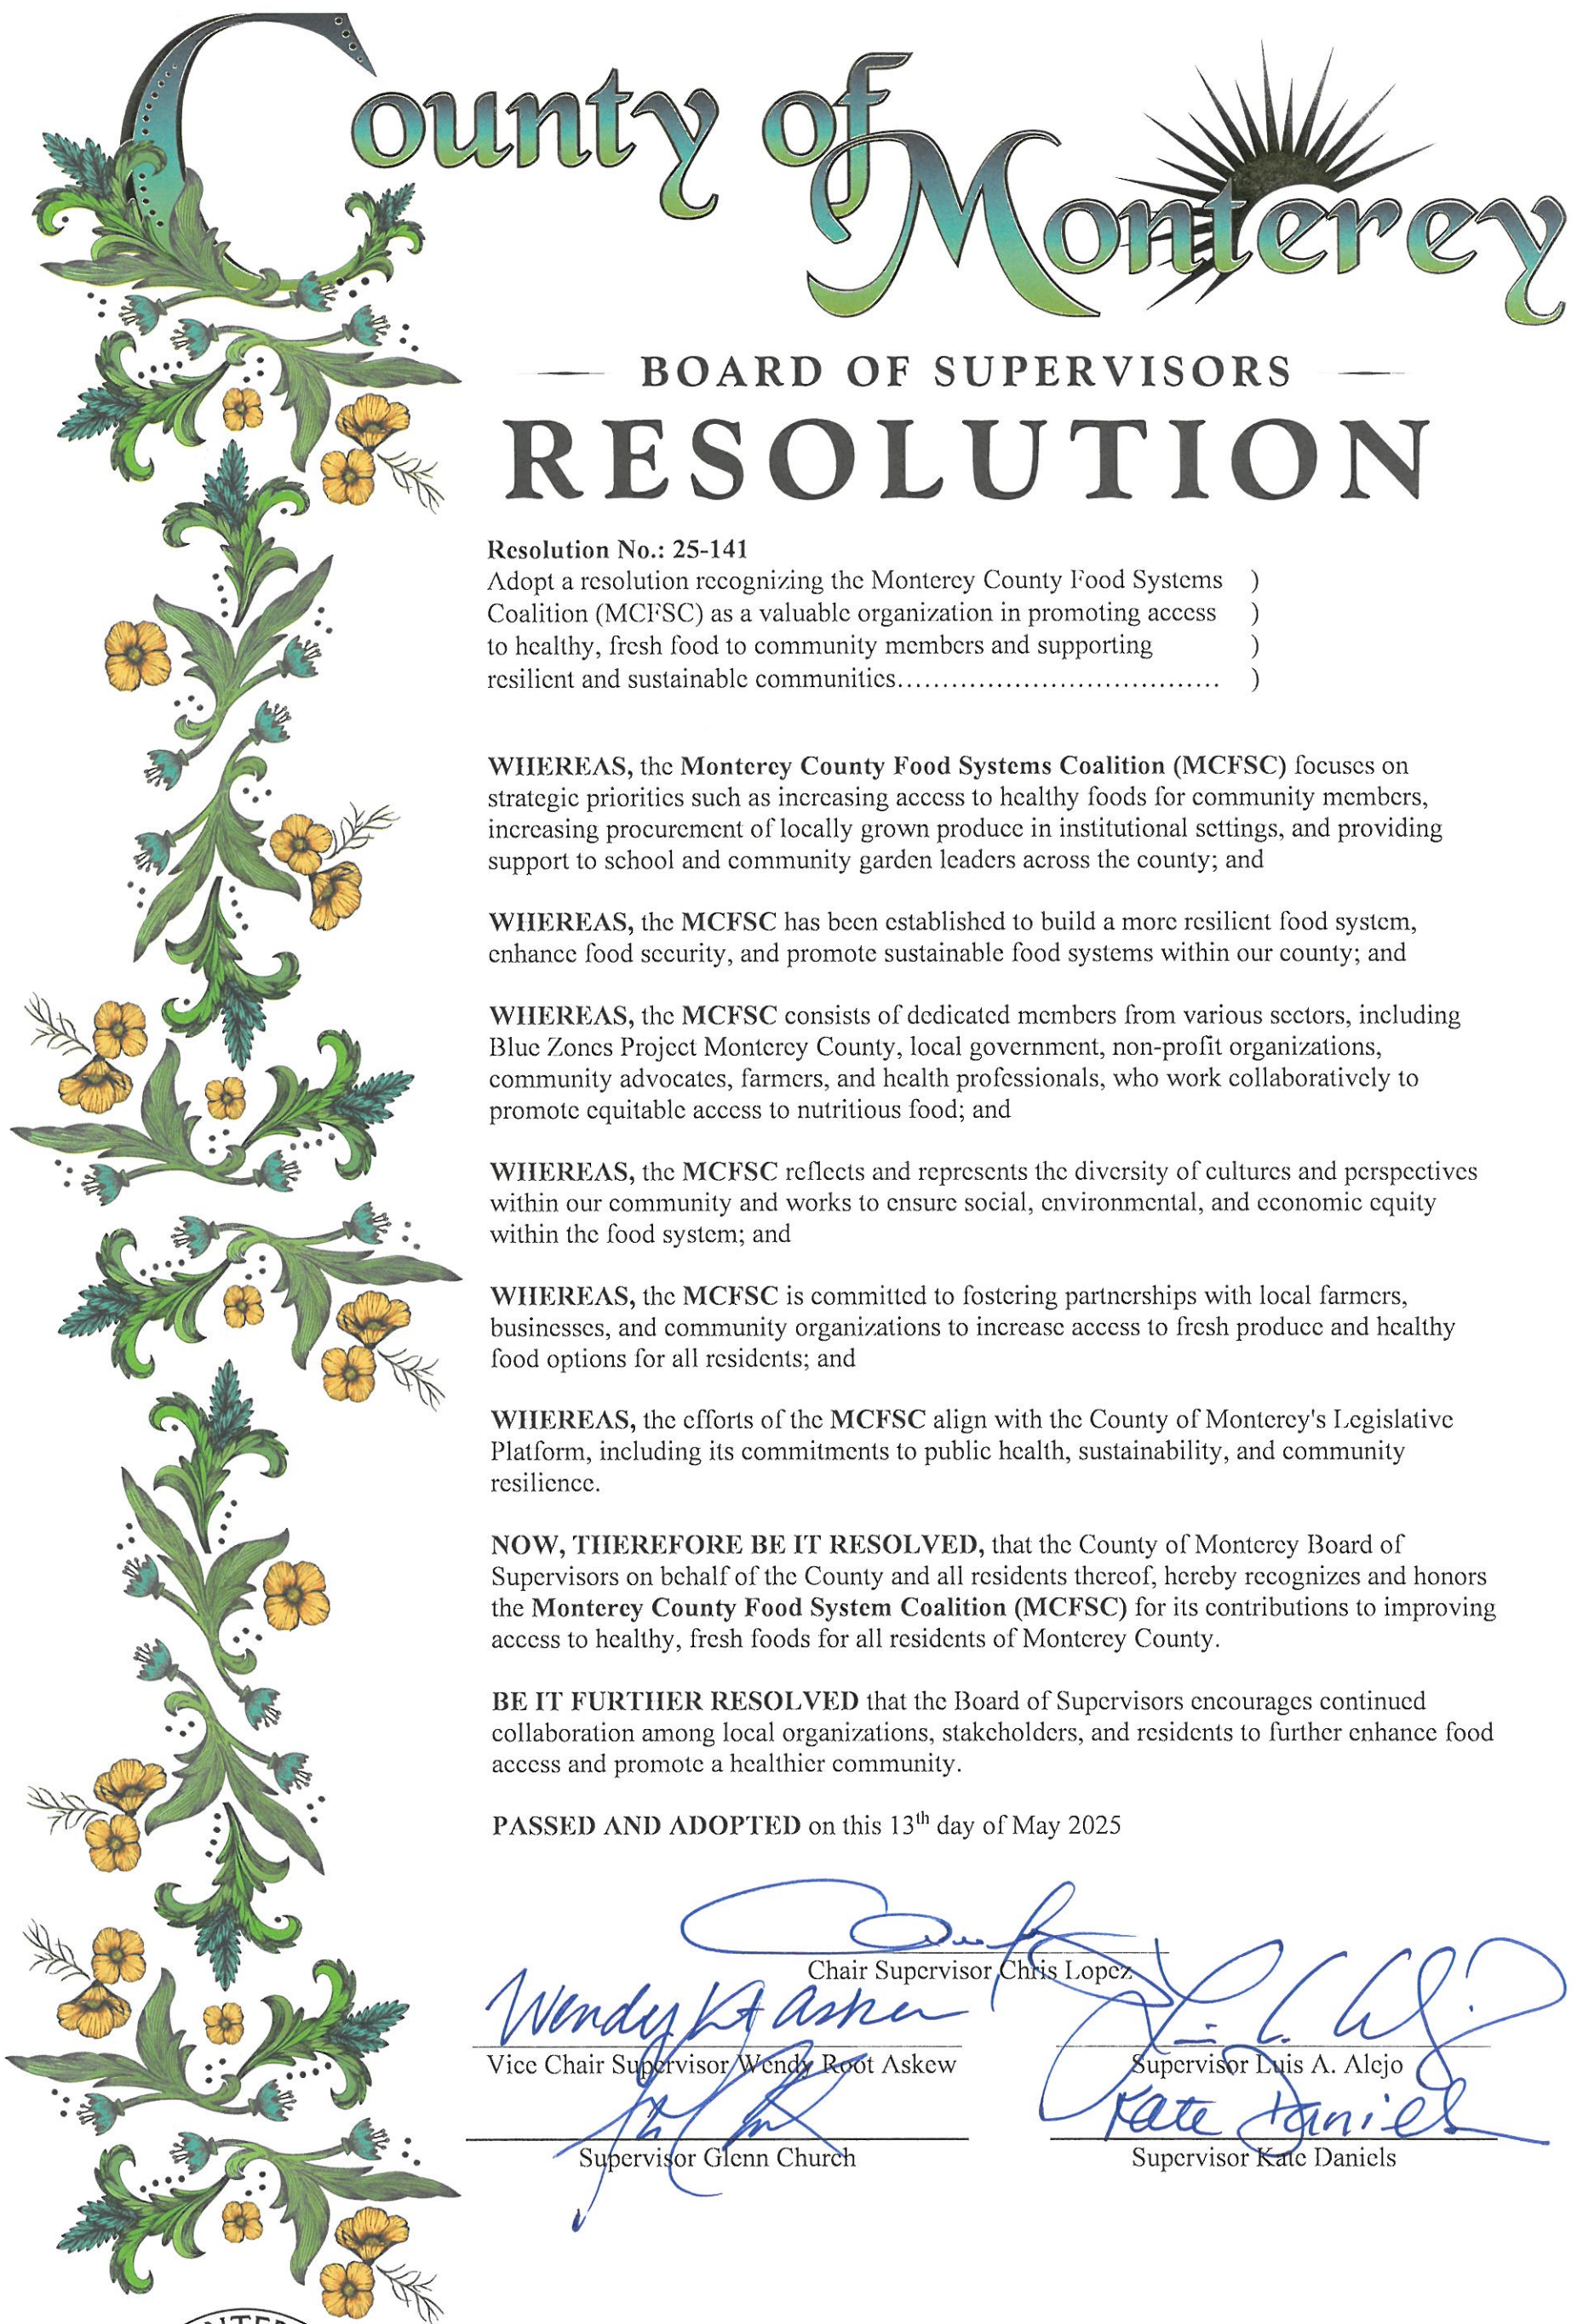 County of Monterey
BOARD OF SUPERVISORS
RESOLUTION
Resolution No.: 25-141
Adopt a resolution recognizing the Monterey County Food Systems )
Coalition (MCFSC) as a valuable organization in promoting access )
to healthy, fresh food to community members and supporting )
resilient and sustainable communities.................................... )
WHEREAS, the Monterey County Food Systems Coalition (MCFSC) focuses on
strategic priorities such as increasing access to healthy foods for community members,
increasing procurement of locally grown produce in institutional settings, and providing
support to school and community garden leaders across the county; and
WHEREAS, the MCFSC has been established to build a more resilient food system,
enhance food security, and promote sustainable food systems within our county; and
WHEREAS, the MCFSC consists of dedicated members from various sectors, including
Blue Zones Project Monterey County, local government, non-profit organizations,
community advocates, farmers, and health professionals, who work collaboratively to
promote equitable access to nutritious food; and
WHEREAS, the MCFSC reflects and represents the diversity of cultures and perspectives
within our community and works to ensure social, environmental, and economic equity
within the food system; and
WHEREAS, the MCFSC is committed to fostering partnerships with local farmers,
businesses, and community organizations to increase access to fresh produce and healthy
food options for all residents; and
WHEREAS, the efforts of the MCFSC align with the County of Monterey's Legislative
Platform, including its commitments to public health, sustainability, and community
resilience.
NOW, THEREFORE BE IT RESOLVED, that the County of Monterey Board of
Supervisors on behalf of the County and all residents thereof, hereby recognizes and honors
the Monterey County Food System Coalition (MCFSC) for its contributions to improving
access to healthy, fresh foods for all residents of Monterey County.
BE IT FURTHER RESOLVED that the Board of Supervisors encourages continued
collaboration among local organizations, stakeholders, and residents to further enhance food
access and promote a healthier community.
PASSED AND ADOPTED on this 13th day of May 2025
Chair Supervisor Chris Lopez
Wendy Rt Askew
Vice Chair Supervisor Wendy Root Askew
Supervisor Luis A. Alejo
Kate Daniels
Supervisor Glenn Church
Supervisor Kate Daniels